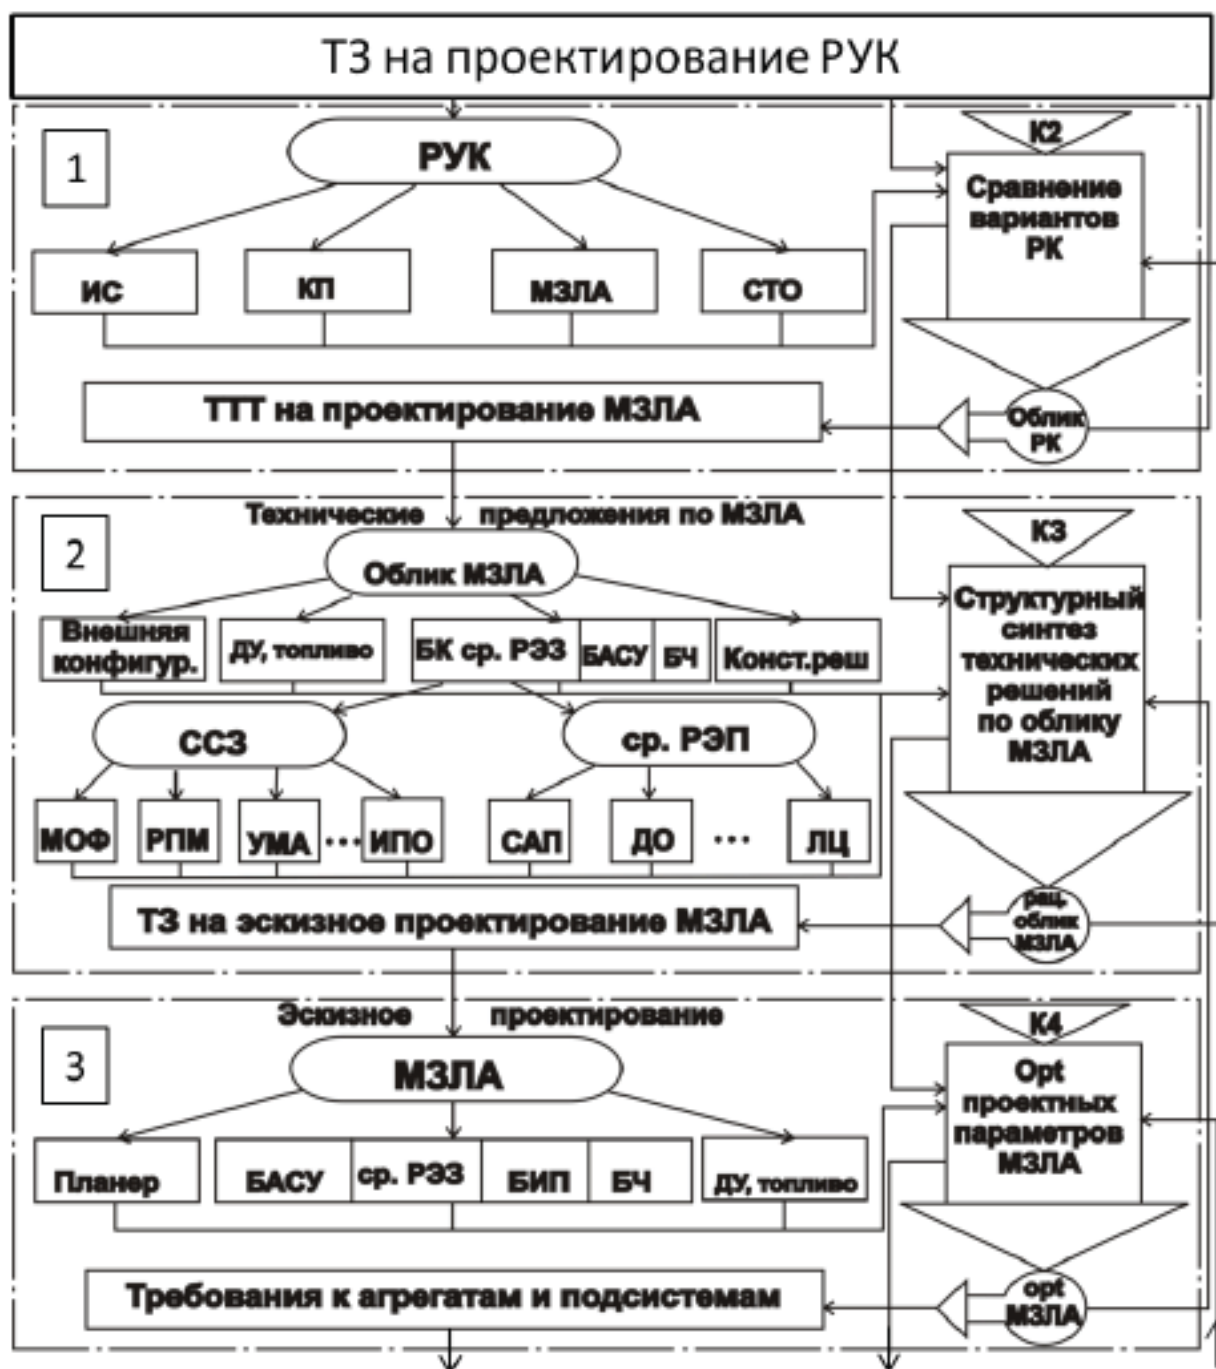 ТЗ на проектирование РУК
1
РУК
ИС
КП
МЗЛА
СТО
К2
Сравнение
вариантов
РК
ТТТ на проектирование МЗЛА
Облик
РК
2
Технические предложения по МЗЛА
Облик МЗЛА
Внешняя
конфигур.
ДУ, топливо
БК ср. РЭЗ
БАСУ
БЧ
Конст.реш
ССЗ
ср. РЭП
МОФ
РПМ
УМА
...
ИПО
САП
ДО
...
ЛЦ
К3
Структурный
синтез
технических
решений
по облику
МЗЛА
ТЗ на эскизное проектирование МЗЛА
рац.
облик
МЗЛА
3
Эскизное проектирование
МЗЛА
Планер
БАСУ
ср. РЭЗ
БИП
БЧ
ДУ, топливо
К4
Opt
проектных
параметров
МЗЛА
Требования к агрегатам и подсистемам
opt
МЗЛА